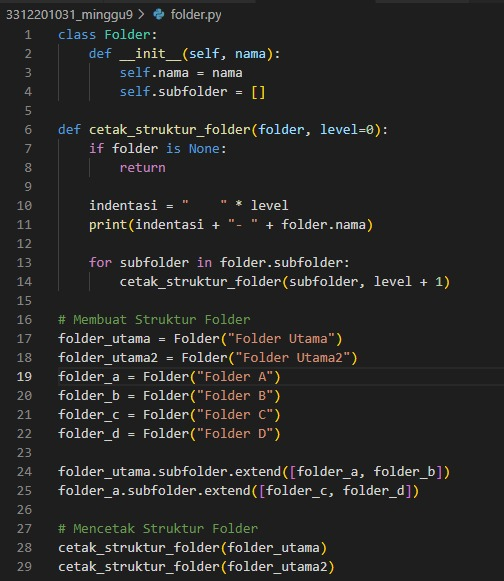 3312201031_minggu9 > folder.py
1 class Folder:
2     def __init__(self, nama):
3         self.nama = nama
4         self.subfolder = []
5
6 def cetak_struktur_folder(folder, level=0):
7     if folder is None:
8         return
9
10     indentasi = "    " * level
11     print(indentasi + "- " + folder.nama)
12
13     for subfolder in folder.subfolder:
14         cetak_struktur_folder(subfolder, level + 1)
15
16 # Membuat Struktur Folder
17 folder_utama = Folder("Folder Utama")
18 folder_utama2 = Folder("Folder Utama2")
19 folder_a = Folder("Folder A")
20 folder_b = Folder("Folder B")
21 folder_c = Folder("Folder C")
22 folder_d = Folder("Folder D")
23
24 folder_utama.subfolder.extend([folder_a, folder_b])
25 folder_a.subfolder.extend([folder_c, folder_d])
26
27 # Mencetak Struktur Folder
28 cetak_struktur_folder(folder_utama)
29 cetak_struktur_folder(folder_utama2)